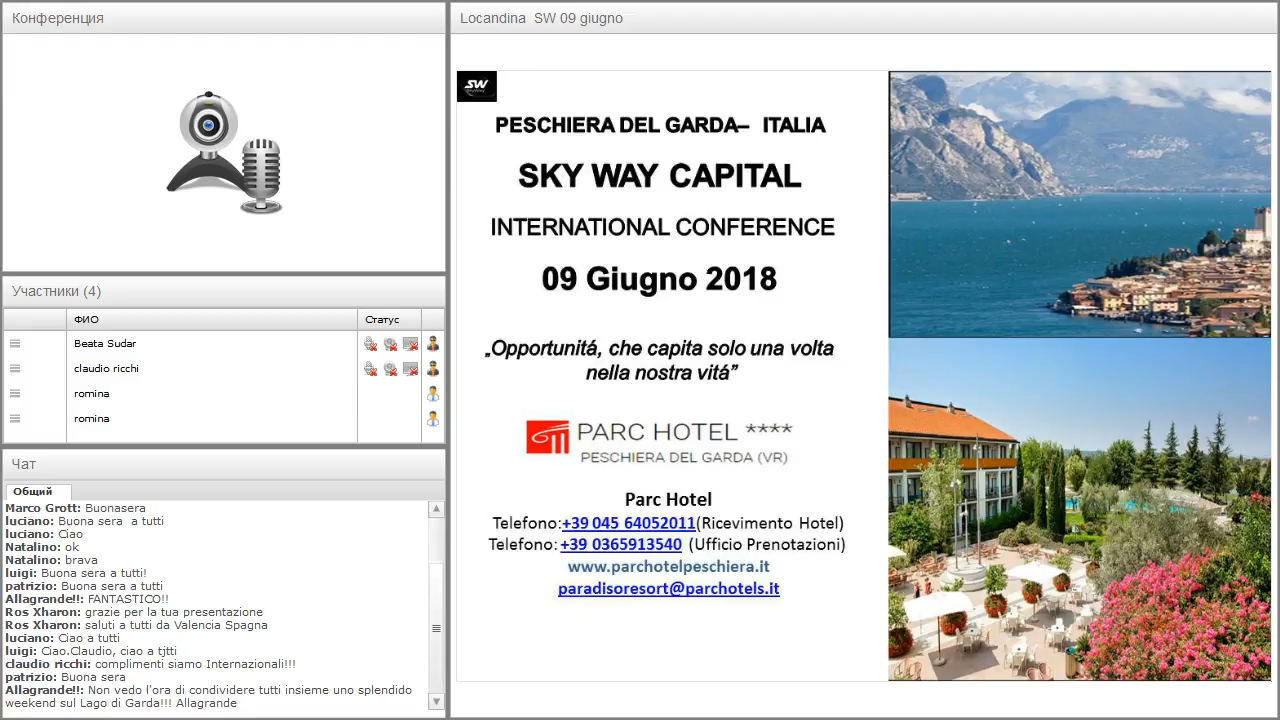 Конференция
Участники (4)
ФИО
Статус
Beata Sudar
claudio ricchi
romina
romina
Чат
Общий
Marco Grott: Buonasera
luciano: Buona sera a tutti
luciano: Ciao
Natalino: ok
Natalino: brava
luigi: Buona sera a tutti!
patrizio: Buona sera a tutti
Allagrande!!: FANTASTICO!!
Ros Xharon: grazie per la tua presentazione
Ros Xharon: saluti a tutti da Valencia Spagna
luciano: Ciao è tutti
luigi: Ciao.Claudio, ciao a tjtti
claudio ricchi: complimenti siamo Internazionali!!!
patrizio: Buona sera
Allagrande!!: Non vedo l'ora di condividere tutti insieme uno splendido
weekend sul Lago di Garda!!! Allagrande
Locandina SW 09 giugno
SW
PESCHIERA DEL GARDA– ITALIA
SKY WAY CAPITAL
INTERNATIONAL CONFERENCE
09 Giugno 2018
„Opportunitá, che capita solo una volta
nella nostra vitá”
PARC HOTEL ****
PESCHIERA DEL GARDA (VR)
Parc Hotel
Telefono:+39 045 64052011(Ricevimento Hotel)
Telefono: +39 0365913540 (Ufficio Prenotazioni)
www.parchotelpeschiera.it
paradisoresort@parchotels.it